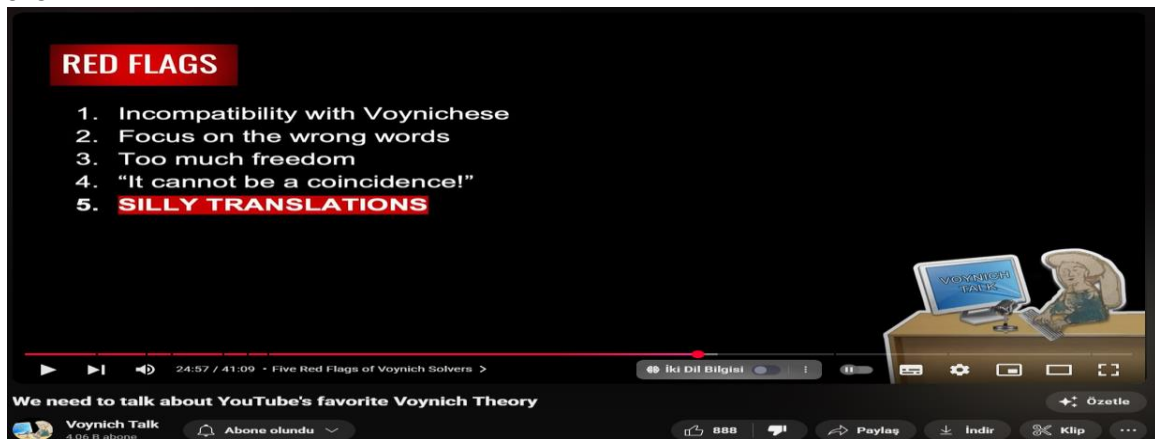 RED FLAGS
1. Incompatibility with Voynichese
2. Focus on the wrong words
3. Too much freedom
4. “It cannot be a coincidence!”
5. SILLY TRANSLATIONS
VOYNICH
TALK
24:57 / 41:09 • Five Red Flags of Voynich Solvers >
İki Dil Bilgisi
We need to talk about YouTube's favorite Voynich Theory
Özetle
Voynich Talk
4,06 B abone
Abone olundu
888
Paylaş
İndir
Klip